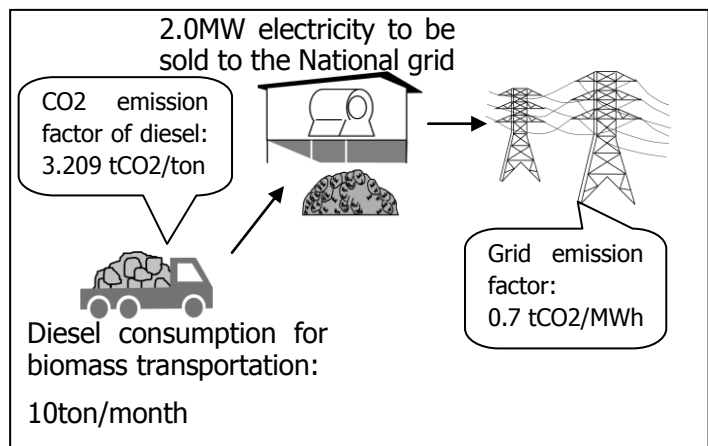 2.0MW electricity to be
sold to the National grid
CO2 emission
factor of diesel:
3.209 tCO2/ton
Grid emission
factor:
0.7 tCO2/MWh
Diesel consumption for
biomass transportation:
10ton/month